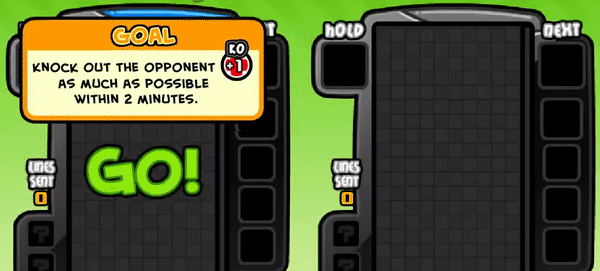 GOAL
KNOCK OUT THE OPPONENT
AS MUCH AS POSSIBLE
WITHIN 2 MINUTES.
KO
+1
HOLD
NEXT
GO!
LINES
SENT
0
LINES
SENT
0
?
?
?
?